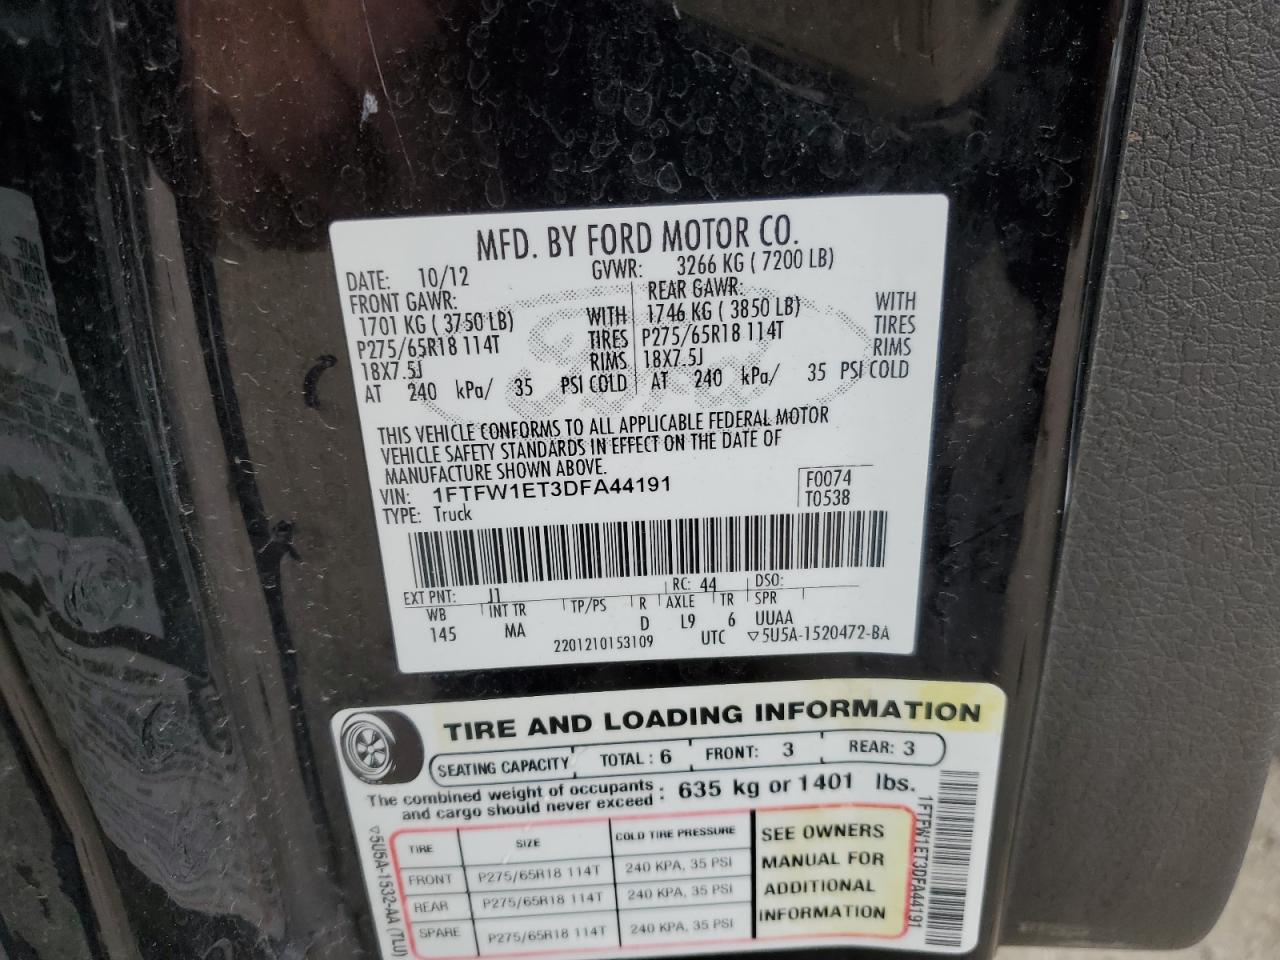 MFD. BY FORD MOTOR CO.
DATE: 10/12 GVWR: 3266 KG ( 7200 LB)
FRONT GAWR: REAR GAWR:
1701 KG ( 3750 LB) WITH 1746 KG ( 3850 LB) WITH
P275/65R18 114T TIRES P275/65R18 114T TIRES
18X7.5J RIMS 18X7.5J RIMS
AT 240 kPa/ 35 PSI COLD AT 240 kPa/ 35 PSI COLD
THIS VEHICLE CONFORMS TO ALL APPLICABLE FEDERAL MOTOR
VEHICLE SAFETY STANDARDS IN EFFECT ON THE DATE OF
MANUFACTURE SHOWN ABOVE.
VIN: 1FTFW1ET3DFA44191 F0074
TYPE: Truck T0538
EXT PNT: J1 RC: 44 DSO:
WB INT TR TP/PS R AXLE TR SPR
145 MA D L9 6 UUAA
2201210153109 UTC ▽5U5A-1520472-BA
TIRE AND LOADING INFORMATION
SEATING CAPACITY TOTAL : 6 FRONT: 3 REAR: 3
The combined weight of occupants and cargo should never exceed : 635 kg or 1401 lbs.
TIRE SIZE COLD TIRE PRESSURE
FRONT P275/65R18 114T 240 KPA, 35 PSI
REAR P275/65R18 114T 240 KPA, 35 PSI
SPARE P275/65R18 114T 240 KPA, 35 PSI
SEE OWNERS
MANUAL FOR
ADDITIONAL
INFORMATION
▽5U5A-1532-AA (TLU)
1FTFW1ET3DFA44191